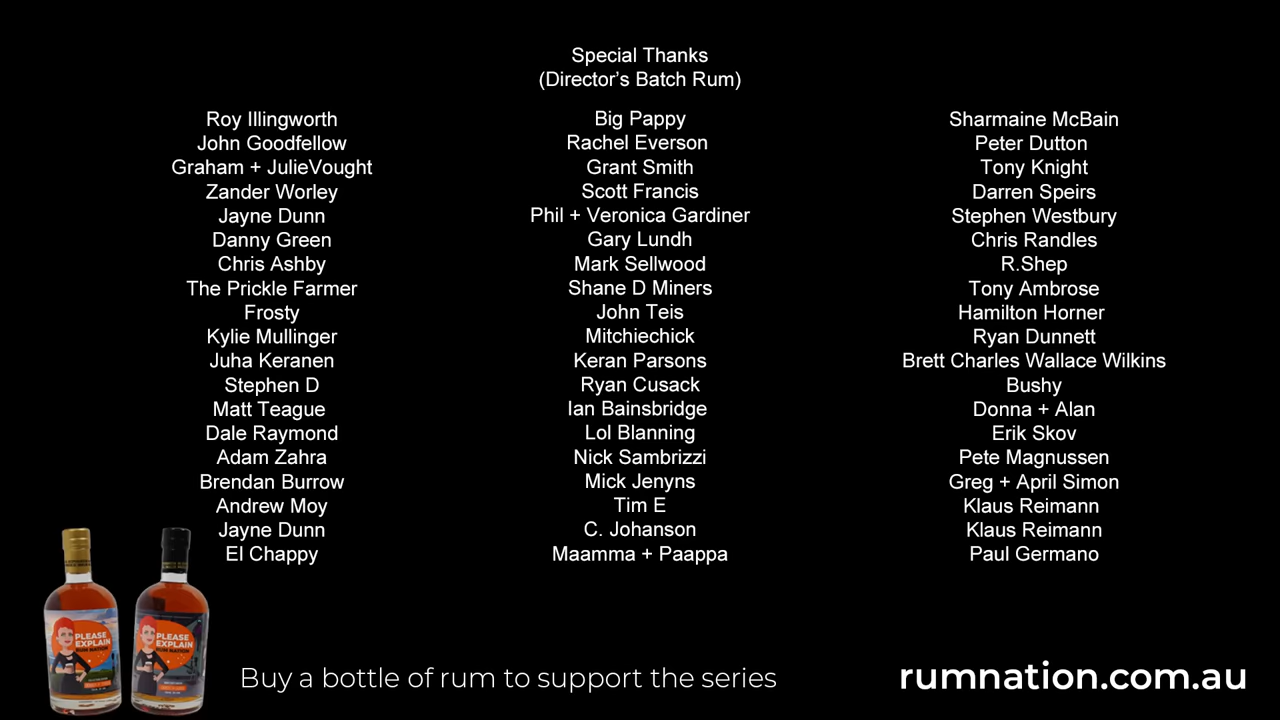 Special Thanks
(Director's Batch Rum)
Roy Illingworth
John Goodfellow
Graham + JulieVought
Zander Worley
Jayne Dunn
Danny Green
Chris Ashby
The Prickle Farmer
Frosty
Kylie Mullinger
Juha Keranen
Stephen D
Matt Teague
Dale Raymond
Adam Zahra
Brendan Burrow
Andrew Moy
Jayne Dunn
El Chappy
Big Pappy
Rachel Everson
Grant Smith
Scott Francis
Phil + Veronica Gardiner
Gary Lundh
Mark Sellwood
Shane D Miners
John Teis
Mitchiechick
Keran Parsons
Ryan Cusack
Ian Bainsbridge
Lol Blanning
Nick Sambrizzi
Mick Jenyns
Tim E
C. Johanson
Maamma + Paappa
Sharmaine McBain
Peter Dutton
Tony Knight
Darren Speirs
Stephen Westbury
Chris Randles
R.Shep
Tony Ambrose
Hamilton Horner
Ryan Dunnett
Brett Charles Wallace Wilkins
Bushy
Donna + Alan
Erik Skov
Pete Magnussen
Greg + April Simon
Klaus Reimann
Klaus Reimann
Paul Germano
PLEASE
EXPLAIN
RUM NATION
PLEASE
EXPLAIN
RUM NATION
Buy a bottle of rum to support the series
rumnation.com.au